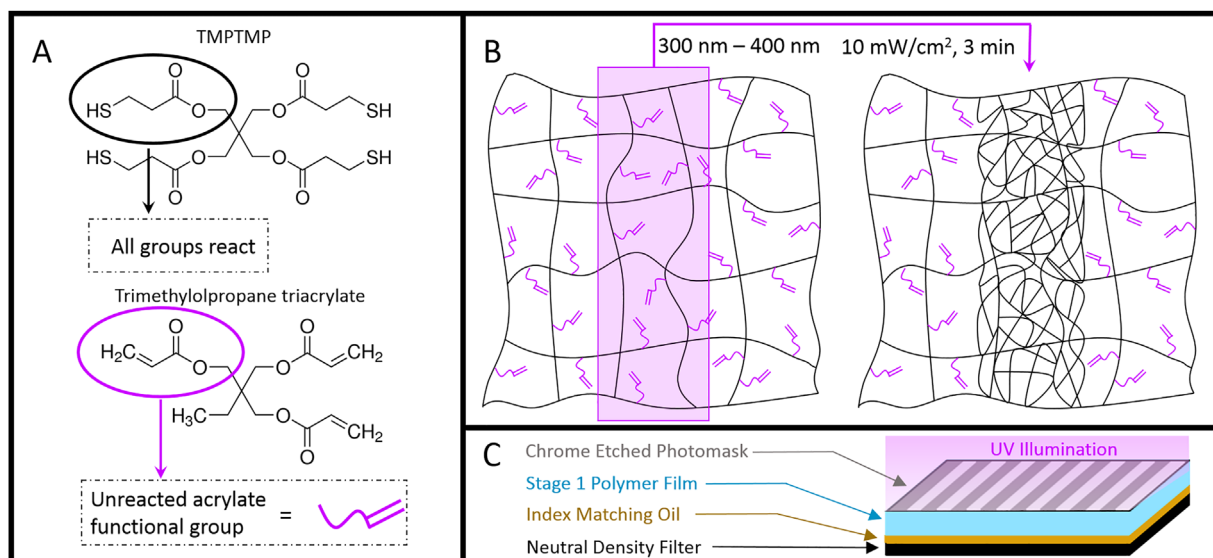 A
TMPTMP
O
O
HS
O
O
SH
HS
O
O
SH
O
O
All groups react
Trimethylolpropane triacrylate
O
O
H₂C
O
O
CH₂
H₃C
O
CH₂
O
Unreacted acrylate
functional group
=
B
300 nm – 400 nm
10 mW/cm², 3 min
C
Chrome Etched Photomask
Stage 1 Polymer Film
Index Matching Oil
Neutral Density Filter
UV Illumination